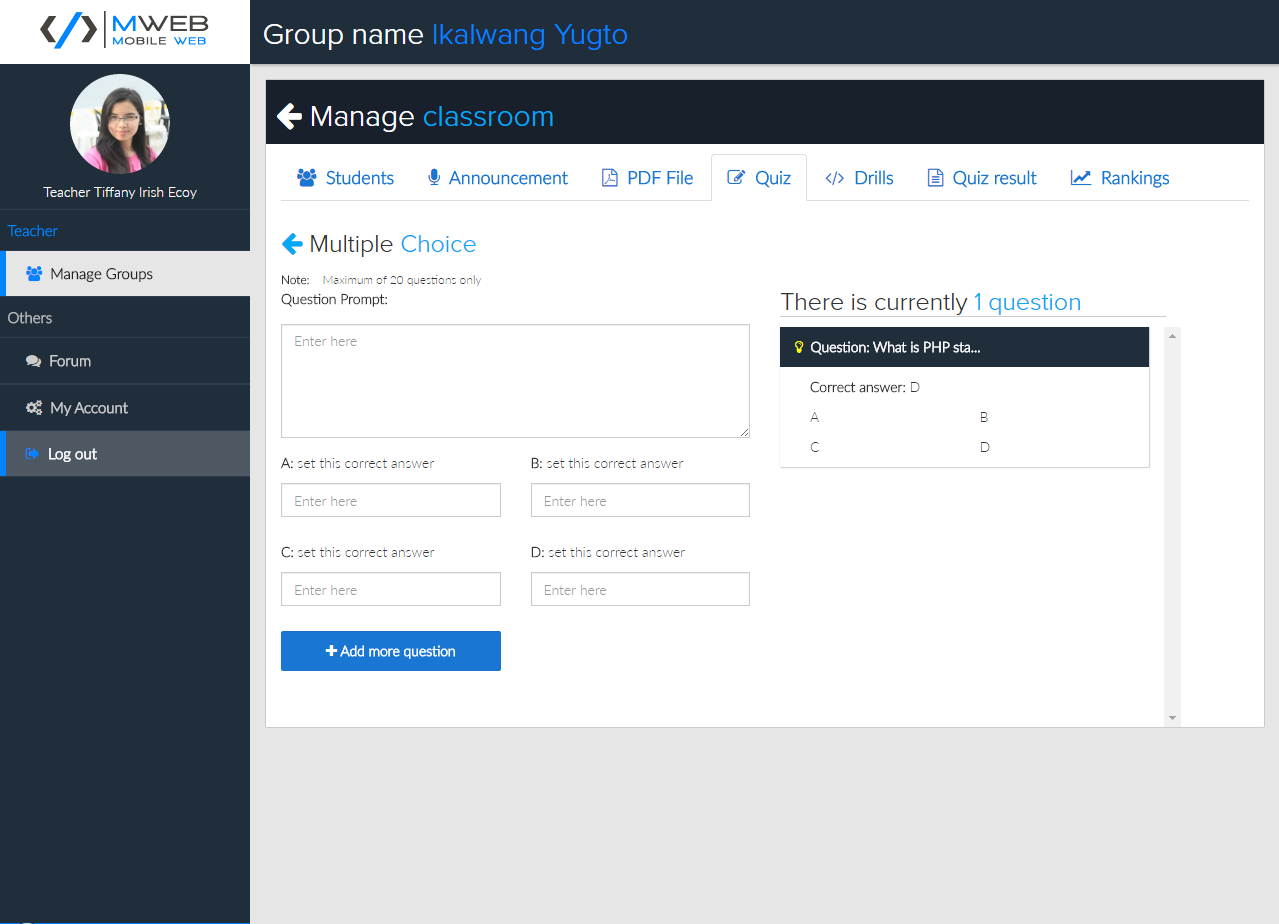 MWEB
MOBILE WEB
Group name Ikalwang Yugto
Teacher Tiffany Irish Ecoy
Teacher
Manage Groups
Others
Forum
My Account
Log out
Manage classroom
Students Announcement PDF File Quiz Drills Quiz result Rankings
Multiple Choice
Note: Maximum of 20 questions only
Question Prompt:
Enter here
A: set this correct answer B: set this correct answer
Enter here Enter here
C: set this correct answer D: set this correct answer
Enter here Enter here
Add more question
There is currently 1 question
Question: What is PHP sta...
Correct answer: D
A B
C D